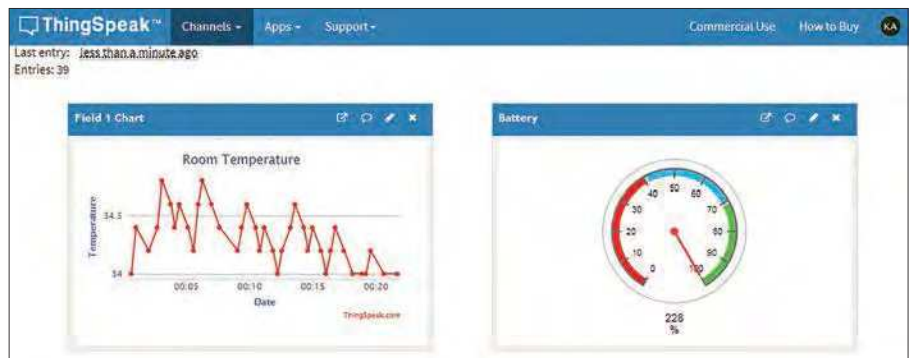 ThingSpeak™ Channels Apps Support Commercial Use How to Buy KA
Last entry: less than a minute ago
Entries: 39
Field 1 Chart
Room Temperature
Temperature
34.5
34
00:05 00:10 00:15 00:20
Date
ThingSpeak.com
Battery
0
10
20
30
40
50
60
70
80
90
100
228
%